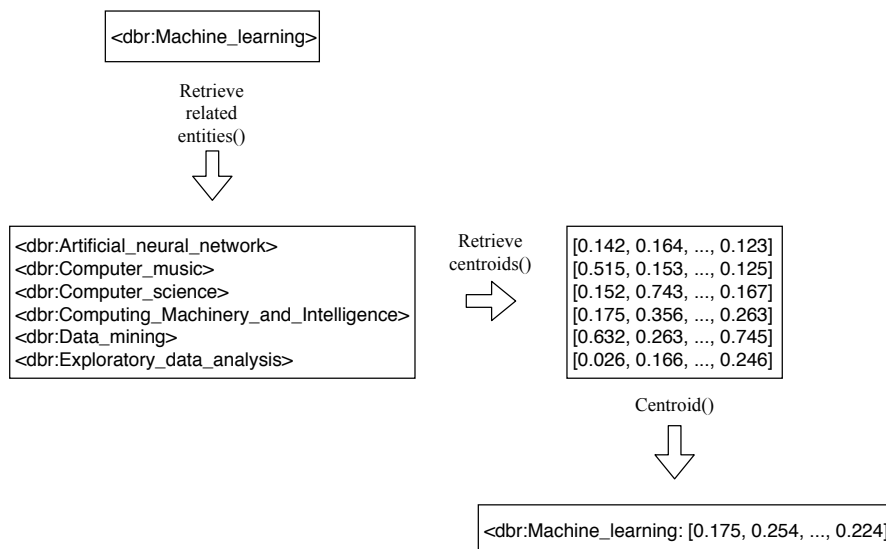 <dbr:Machine_learning>
Retrieve
related
entities()
<dbr:Artificial_neural_network>
<dbr:Computer_music>
<dbr:Computer_science>
<dbr:Computing_Machinery_and_Intelligence>
<dbr:Data_mining>
<dbr:Exploratory_data_analysis>
Retrieve
centroids()
[0.142, 0.164, ..., 0.123]
[0.515, 0.153, ..., 0.125]
[0.152, 0.743, ..., 0.167]
[0.175, 0.356, ..., 0.263]
[0.632, 0.263, ..., 0.745]
[0.026, 0.166, ..., 0.246]
Centroid()
<dbr:Machine_learning: [0.175, 0.254, ..., 0.224]